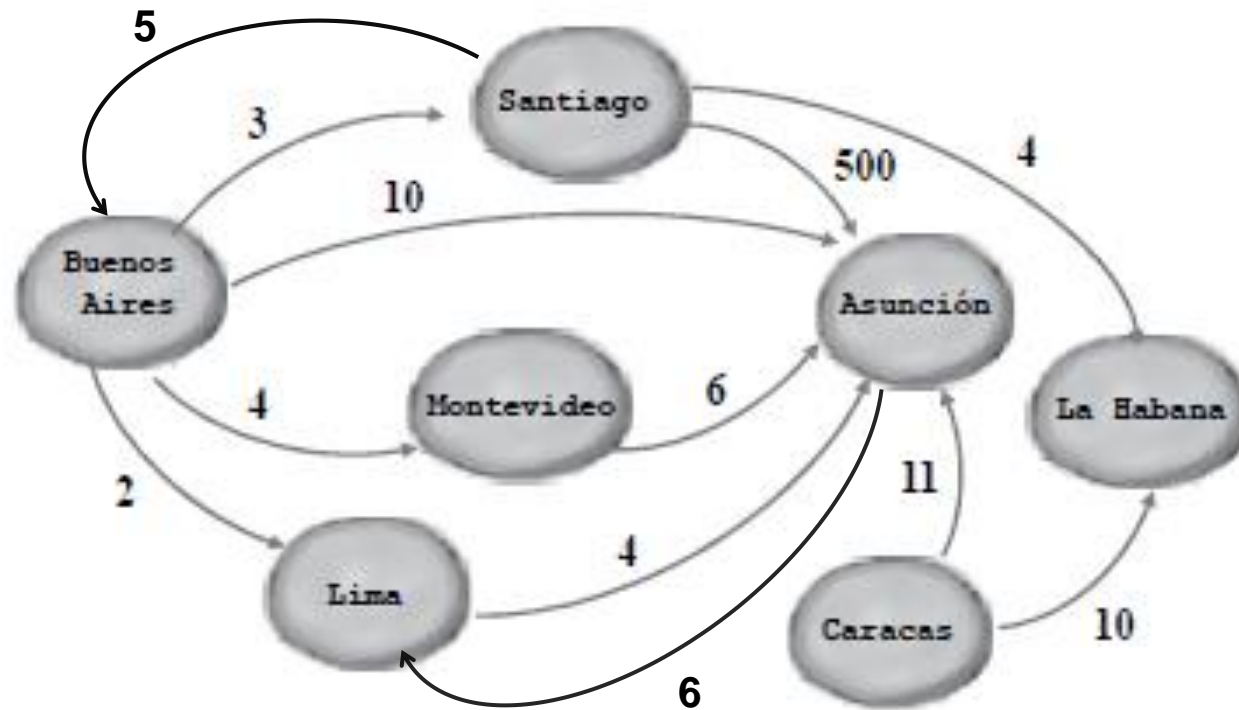 5
Santiago
3
4
500
10
Buenos
Aires
Asunción
4
Montevideo
6
La Habana
2
11
4
Lima
Caracas
10
6